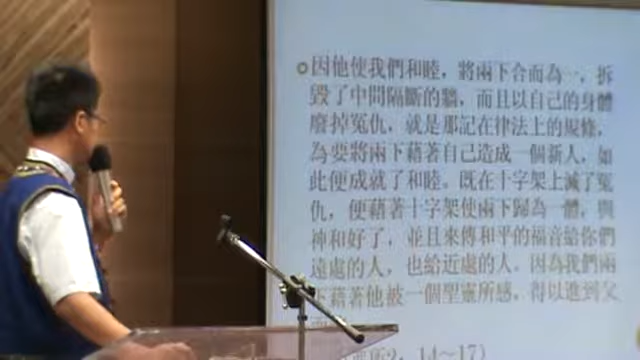 因他使我們和睦，將兩下合而為一，拆
毀了中間隔斷的牆，而且以自己的身體
廢掉冤仇，就是那記在律法上的規條，
為要將兩下藉著自己造成一個新人，如
此便成就了和睦。既在十字架上滅了冤
仇，便藉著十字架使兩下歸為一體，與
神和好了，並且來傳和平的福音給你們
遠處的人，也給近處的人。因為我們兩
下藉著他被一個聖靈所感，得以進到父
所2，14～17）